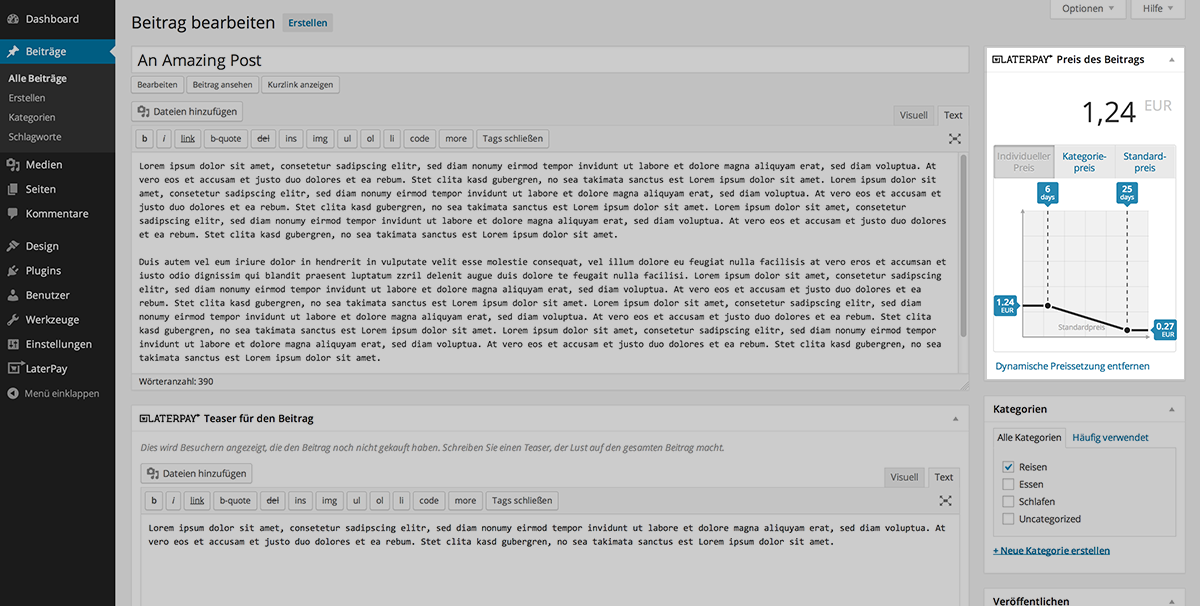 Dashboard
Beiträge
Alle Beiträge
Erstellen
Kategorien
Schlagworte
Medien
Seiten
Kommentare
Design
Plugins
Benutzer
Werkzeuge
Einstellungen
LaterPay
Menü einklappen
Optionen
Hilfe
Beitrag bearbeiten Erstellen
An Amazing Post
Bearbeiten Beitrag ansehen Kurzlink anzeigen
Dateien hinzufügen
Visuell Text
b i link b-quote del ins img ul ol li code more Tags schließen
Lorem ipsum dolor sit amet, consetetur sadipscing elitr, sed diam nonumy eirmod tempor invidunt ut labore et dolore magna aliquyam erat, sed diam voluptua. At
vero eos et accusam et justo duo dolores et ea rebum. Stet clita kasd gubergren, no sea takimata sanctus est Lorem ipsum dolor sit amet. Lorem ipsum dolor sit
amet, consetetur sadipscing elitr, sed diam nonumy eirmod tempor invidunt ut labore et dolore magna aliquyam erat, sed diam voluptua. At vero eos et accusam et
justo duo dolores et ea rebum. Stet clita kasd gubergren, no sea takimata sanctus est Lorem ipsum dolor sit amet. Lorem ipsum dolor sit amet, consetetur
sadipscing elitr, sed diam nonumy eirmod tempor invidunt ut labore et dolore magna aliquyam erat, sed diam voluptua. At vero eos et accusam et justo duo dolores
et ea rebum. Stet clita kasd gubergren, no sea takimata sanctus est Lorem ipsum dolor sit amet.
Duis autem vel eum iriure dolor in hendrerit in vulputate velit esse molestie consequat, vel illum dolore eu feugiat nulla facilisis at vero eros et accumsan et
iusto odio dignissim qui blandit praesent luptatum zzril delenit augue duis dolore te feugait nulla facilisi. Lorem ipsum dolor sit amet, consetetur sadipscing
elitr, sed diam nonumy eirmod tempor invidunt ut labore et dolore magna aliquyam erat, sed diam voluptua. At vero eos et accusam et justo duo dolores et ea
rebum. Stet clita kasd gubergren, no sea takimata sanctus est Lorem ipsum dolor sit amet. Lorem ipsum dolor sit amet, consetetur sadipscing elitr, sed diam
nonumy eirmod tempor invidunt ut labore et dolore magna aliquyam erat, sed diam voluptua. At vero eos et accusam et justo duo dolores et ea rebum. Stet clita
kasd gubergren, no sea takimata sanctus est Lorem ipsum dolor sit amet. Lorem ipsum dolor sit amet, consetetur sadipscing elitr, sed diam nonumy eirmod tempor
invidunt ut labore et dolore magna aliquyam erat, sed diam voluptua. At vero eos et accusam et justo duo dolores et ea rebum. Stet clita kasd gubergren, no sea
takimata sanctus est Lorem ipsum dolor sit amet.
Wörteranzahl: 390
LATERPAY Teaser für den Beitrag
Dies wird Besuchern angezeigt, die den Beitrag noch nicht gekauft haben. Schreiben Sie einen Teaser, der Lust auf den gesamten Beitrag macht.
Dateien hinzufügen
Visuell Text
b i link b-quote del ins img ul ol li code more Tags schließen
Lorem ipsum dolor sit amet, consetetur sadipscing elitr, sed diam nonumy eirmod tempor invidunt ut labore et dolore magna aliquyam erat, sed diam voluptua. At
vero eos et accusam et justo duo dolores et ea rebum. Stet clita kasd gubergren, no sea takimata sanctus est Lorem ipsum dolor sit amet.
LATERPAY Preis des Beitrags
1,24 EUR
Individueller Preis
Kategorie-preis
Standard-preis
6
days
25
days
1.24
EUR
Standardpreis
0.27
EUR
Dynamische Preissetzung entfernen
Kategorien
Alle Kategorien Häufig verwendet
Reisen
Essen
Schlafen
Uncategorized
+ Neue Kategorie erstellen
Veröffentlichen